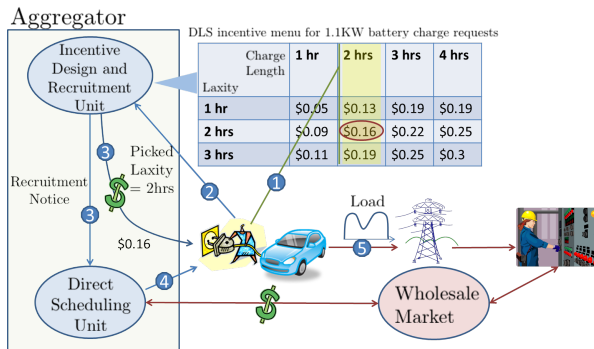 Aggregator
DLS incentive menu for 1.1KW battery charge requests
Incentive
Design and
Recruitment
Unit
Charge
Length
Laxity
1 hr 2 hrs 3 hrs 4 hrs
1 hr $0.05 $0.13 $0.19 $0.19
2 hrs $0.09 $0.16 $0.22 $0.25
3 hrs $0.11 $0.19 $0.25 $0.3
3
Picked
Laxity
= 2hrs
$
2
1
Recruitment
Notice
3
$0.16
Load
5
4
Direct
Scheduling
Unit
$
Wholesale
Market